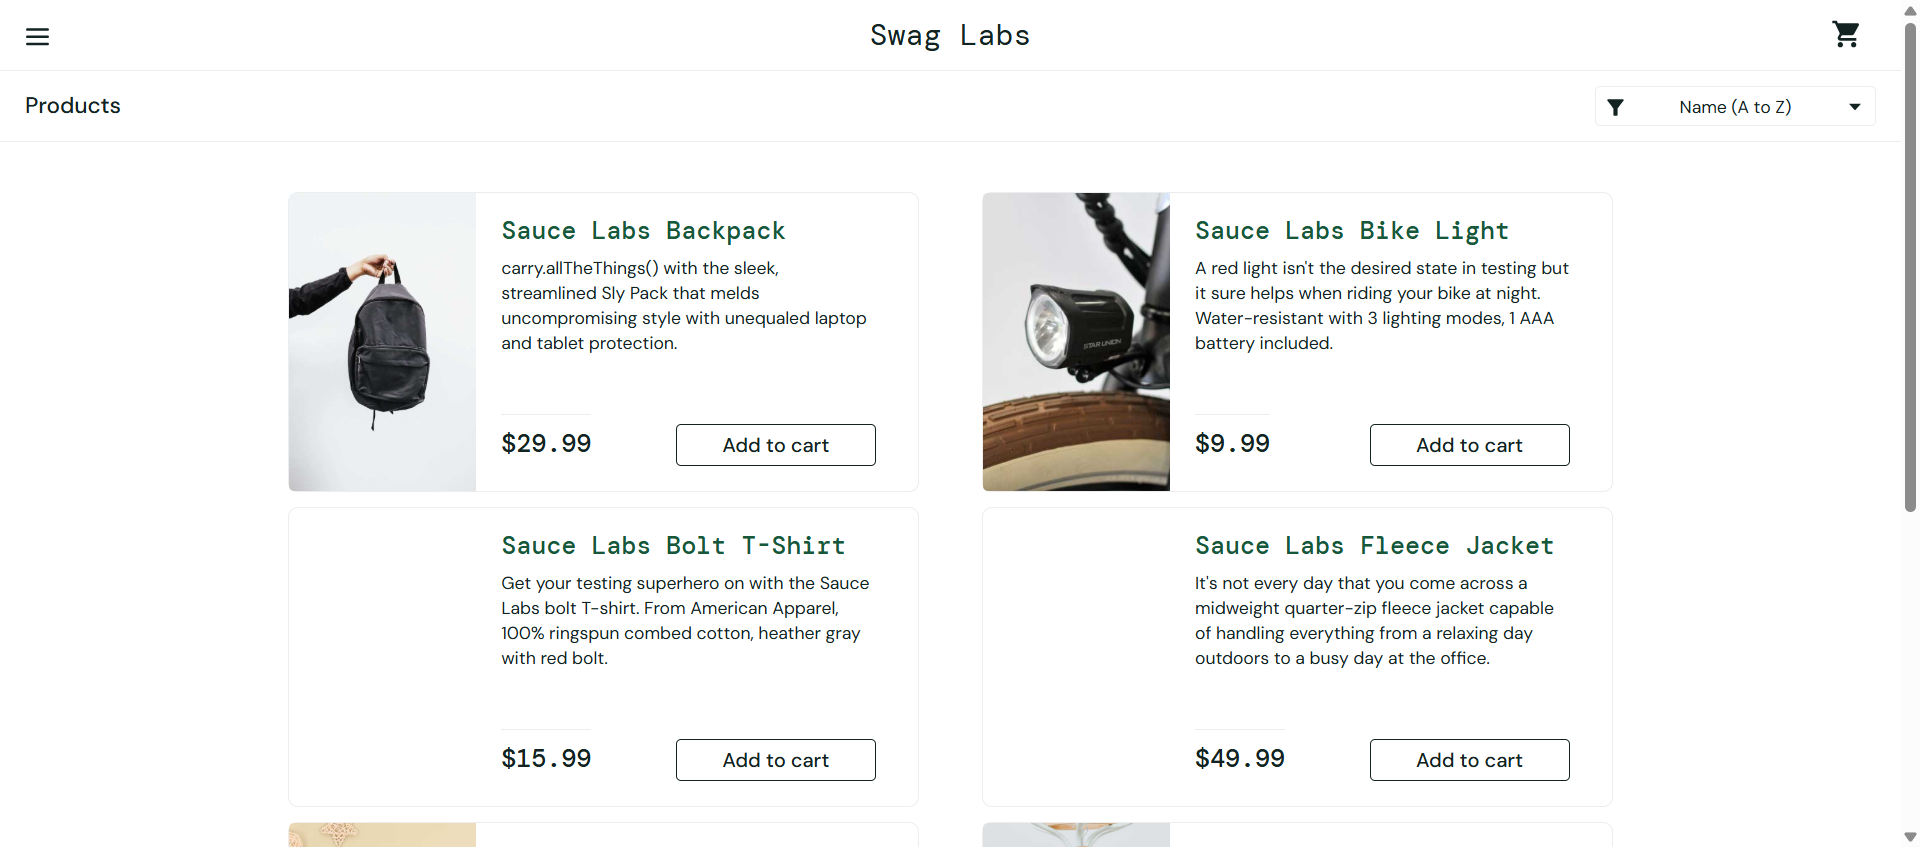 Swag Labs
Products
Name (A to Z)
Sauce Labs Backpack
carry.allTheThings() with the sleek,
streamlined Sly Pack that melds
uncompromising style with unequaled laptop
and tablet protection.
$29.99
Add to cart
Sauce Labs Bike Light
A red light isn't the desired state in testing but
it sure helps when riding your bike at night.
Water-resistant with 3 lighting modes, 1 AAA
battery included.
STAR UNION
$9.99
Add to cart
Sauce Labs Bolt T-Shirt
Get your testing superhero on with the Sauce
Labs bolt T-shirt. From American Apparel,
100% ringspun combed cotton, heather gray
with red bolt.
$15.99
Add to cart
Sauce Labs Fleece Jacket
It's not every day that you come across a
midweight quarter-zip fleece jacket capable
of handling everything from a relaxing day
outdoors to a busy day at the office.
$49.99
Add to cart